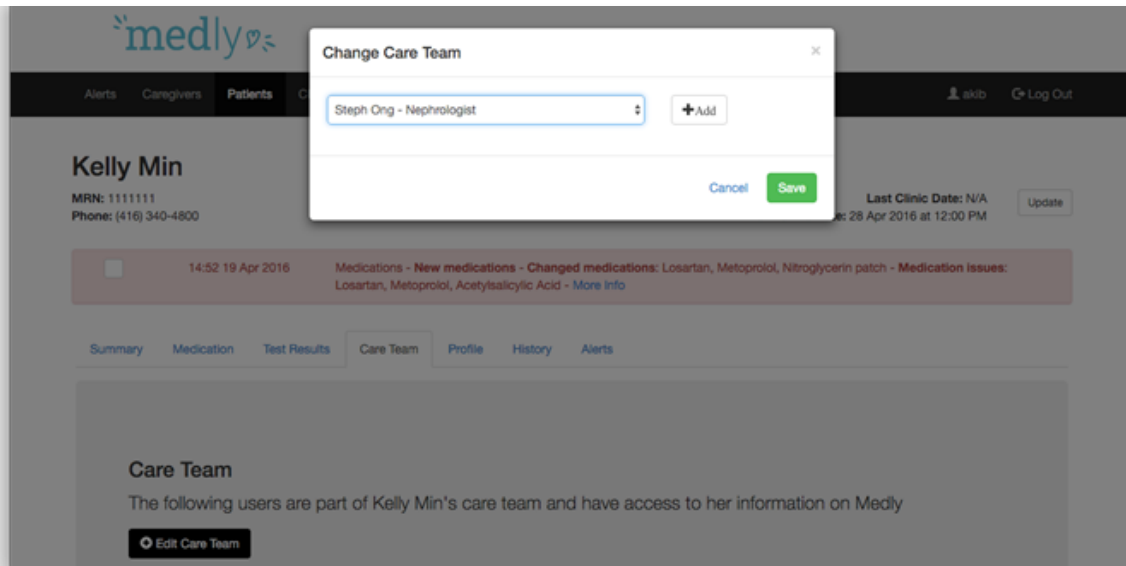 medly
Change Care Team
×
Alerts Caregivers Patients
akib Log Out
Steph Ong - Nephrologist
+Add
Cancel Save
Kelly Min
MRN: 1111111
Phone: (416) 340-4800
Last Clinic Date: N/A
28 Apr 2016 at 12:00 PM
Update
14:52 19 Apr 2016
Medications - New medications - Changed medications: Losartan, Metoprolol, Nitroglycerin patch - Medication issues:
Losartan, Metoprolol, Acetylsalicylic Acid - More Info
Summary Medication Test Results Care Team Profile History Alerts
Care Team
The following users are part of Kelly Min's care team and have access to her information on Medly
Edit Care Team